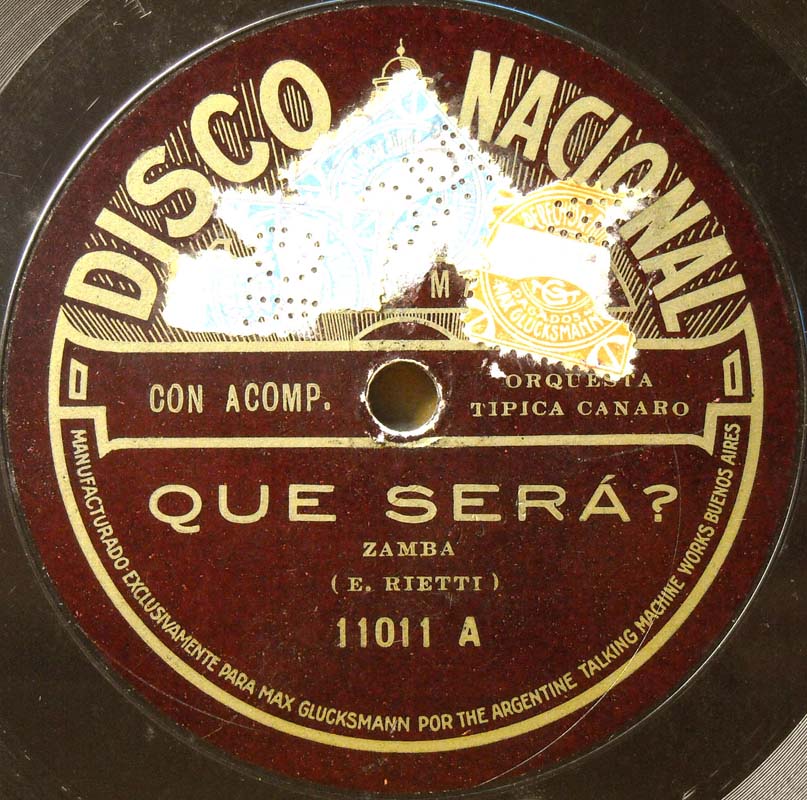 DISCO NACIONAL
CON ACOMP.
ORQUESTA
TIPICA CANARO
QUE SERÁ?
ZAMBA
(E. RIETTI)
11011 A
MANUFACTURADO EXCLUSIVAMENTE PARA MAX GLUCKSMANN POR THE ARGENTINE TALKING MACHINE WORKS BUENOS AIRES
MAX GLUCKSMANN